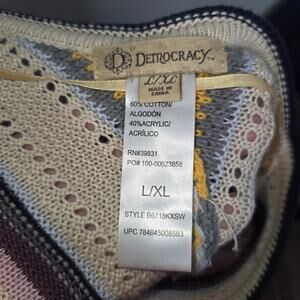 DEMOCRACY
L/XL
MADE IN
CHINA
60% COTTON/
ALGODÓN
40%ACRYLIC/
ACRÍLICO
RN#39831
PO# 100-00023858
L/XL
STYLE B6718KXSW
UPC 784645008583